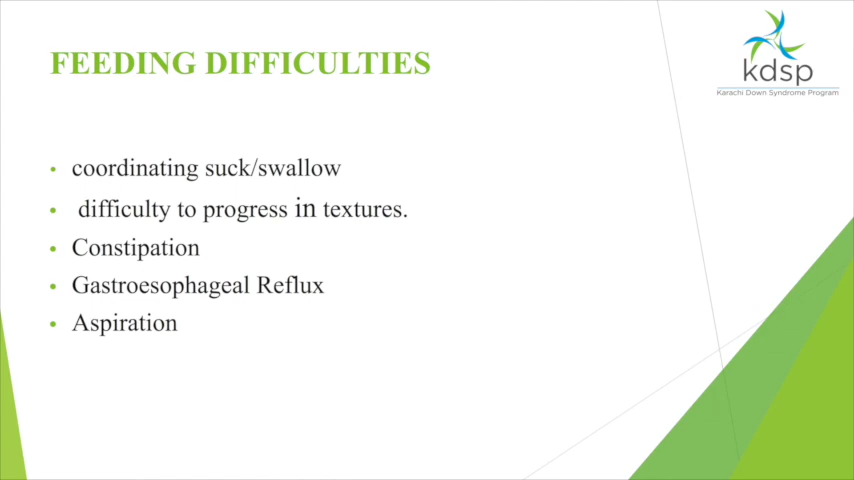 FEEDING DIFFICULTIES
kdsp
Karachi Down Syndrome Program
• coordinating suck/swallow
• difficulty to progress in textures.
• Constipation
• Gastroesophageal Reflux
• Aspiration